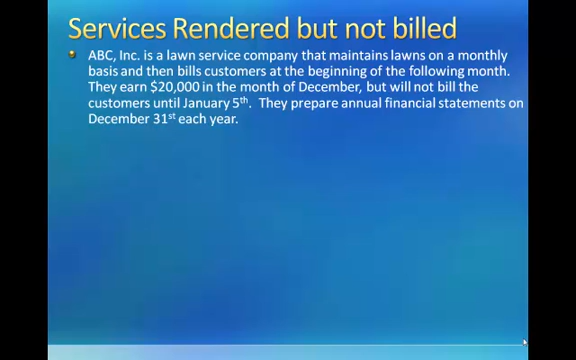 Services Rendered but not billed
ABC, Inc. is a lawn service company that maintains lawns on a monthly
basis and then bills customers at the beginning of the following month.
They earn $20,000 in the month of December, but will not bill the
customers until January 5th. They prepare annual financial statements on
December 31st each year.